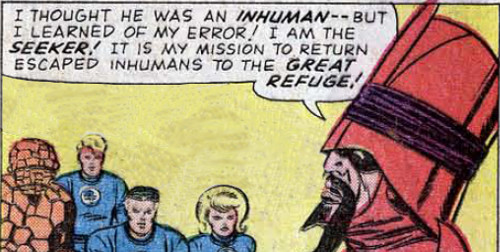 I THOUGHT HE WAS AN INHUMAN--BUT
I LEARNED OF MY ERROR! I AM THE
SEEKER! IT IS MY MISSION TO RETURN
ESCAPED INHUMANS TO THE GREAT
REFUGE!